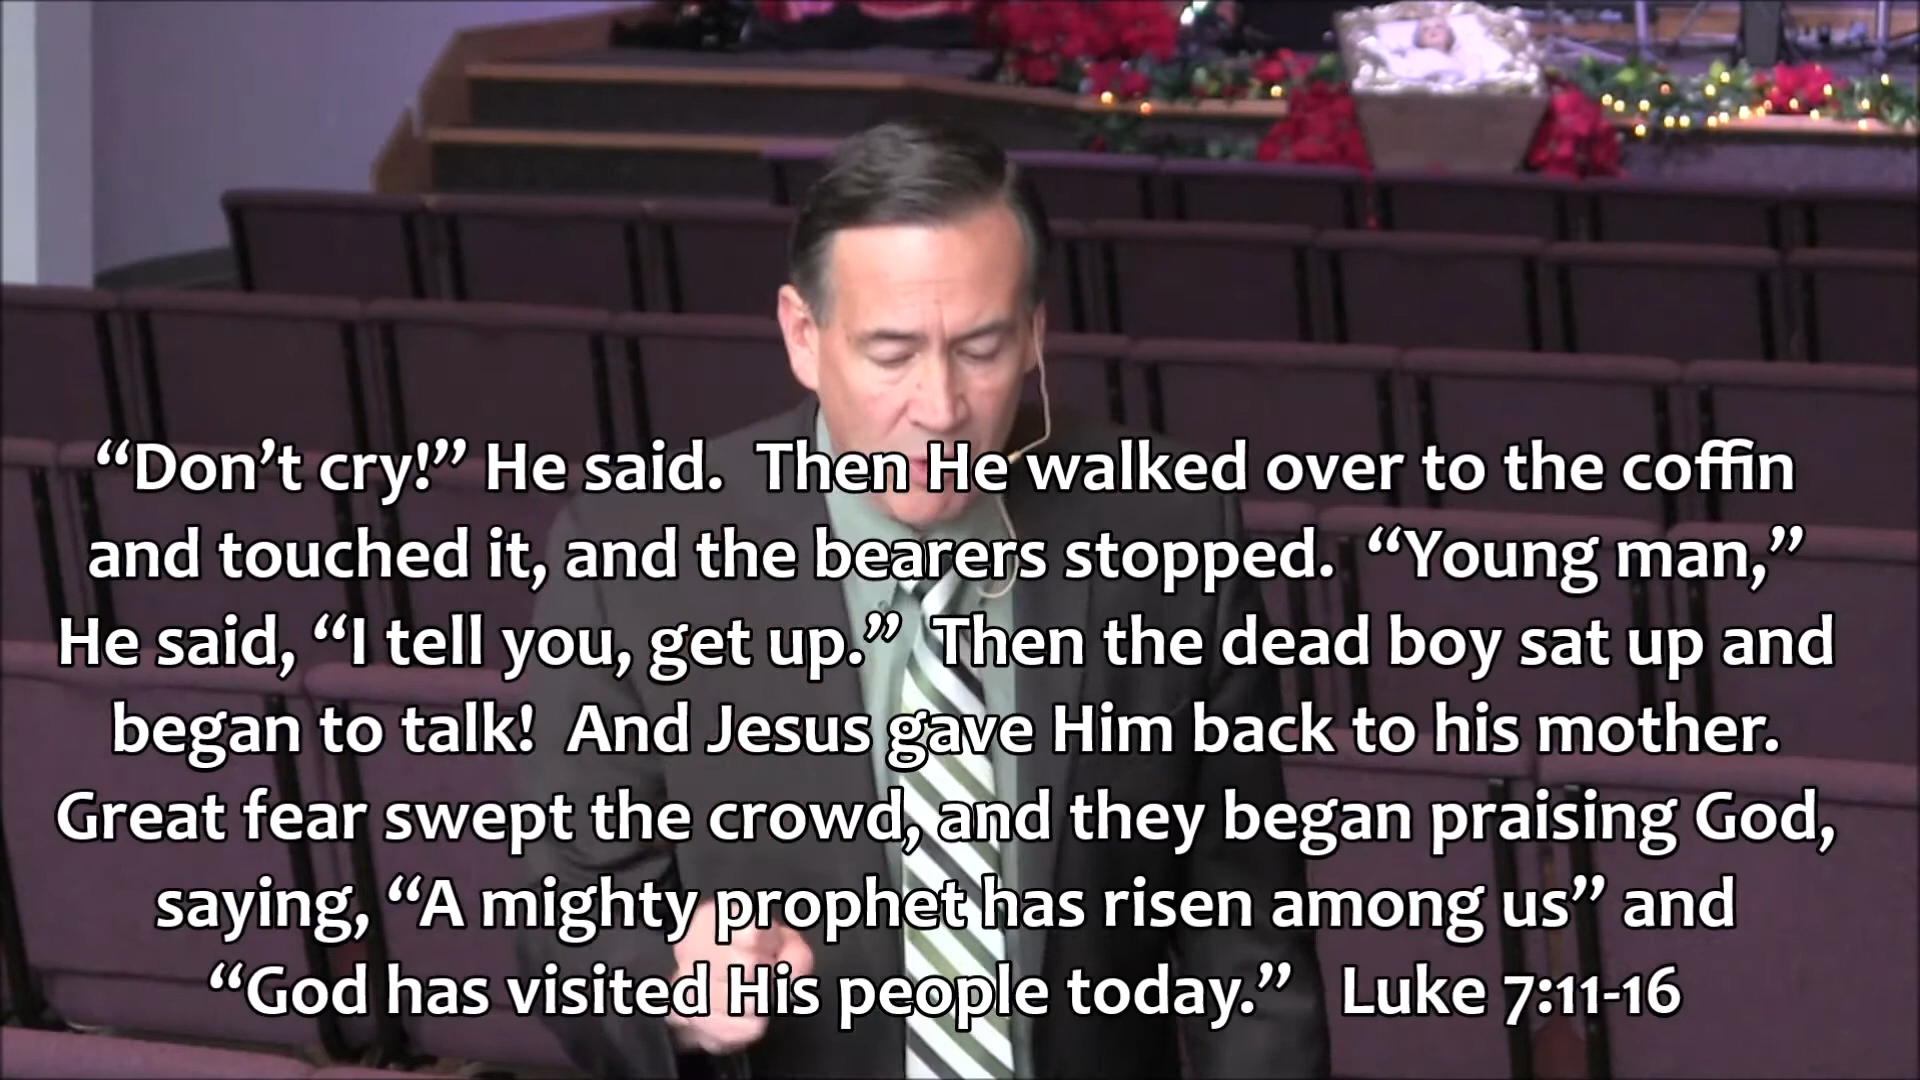 “Don’t cry!” He said.  Then He walked over to the coffin
and touched it, and the bearers stopped.  “Young man,”
He said, “I tell you, get up.”  Then the dead boy sat up and
began to talk!  And Jesus gave Him back to his mother.
Great fear swept the crowd, and they began praising God,
saying, “A mighty prophet has risen among us” and
“God has visited His people today.”   Luke 7:11-16